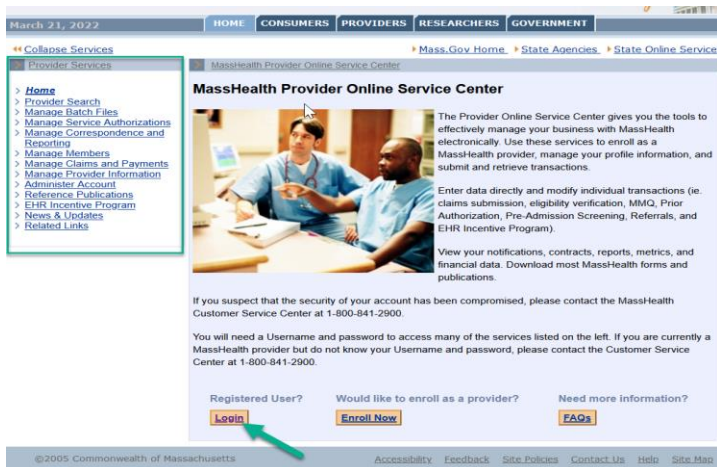 March 21, 2022
HOME CONSUMERS PROVIDERS RESEARCHERS GOVERNMENT
Collapse Services
Mass.Gov Home State Agencies State Online Service
Provider Services
> Home
> Provider Search
> Manage Batch Files
> Manage Service Authorizations
> Manage Correspondence and
Reporting
> Manage Members
> Manage Claims and Payments
> Manage Provider Information
> Administer Account
> Reference Publications
> EHR Incentive Program
> News & Updates
> Related Links
MassHealth Provider Online Service Center
MassHealth Provider Online Service Center
The Provider Online Service Center gives you the tools to
effectively manage your business with MassHealth
electronically. Use these services to enroll as a
MassHealth provider, manage your profile information, and
submit and retrieve transactions.
Enter data directly and modify individual transactions (ie.
claims submission, eligibility verification, MMQ, Prior
Authorization, Pre-Admission Screening, Referrals, and
EHR Incentive Program).
View your notifications, contracts, reports, metrics, and
financial data. Download most MassHealth forms and
publications.
If you suspect that the security of your account has been compromised, please contact the MassHealth
Customer Service Center at 1-800-841-2900.
You will need a Username and password to access many of the services listed on the left. If you are currently a
MassHealth provider but do not know your Username and password, please contact the Customer Service
Center at 1-800-841-2900.
Registered User? Would like to enroll as a provider? Need more information?
Login Enroll Now FAQs
©2005 Commonwealth of Massachusetts Accessibility Feedback Site Policies Contact Us Help Site Map